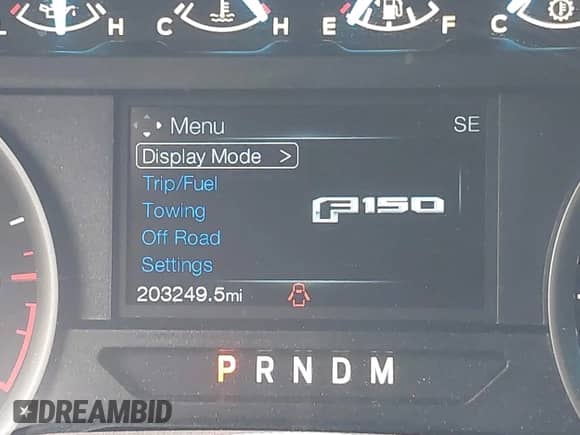 L H C H E F C
Menu SE
Display Mode >
Trip/Fuel
F150
Towing
Off Road
Settings
203249.5mi
P R N D M
DREAMBID